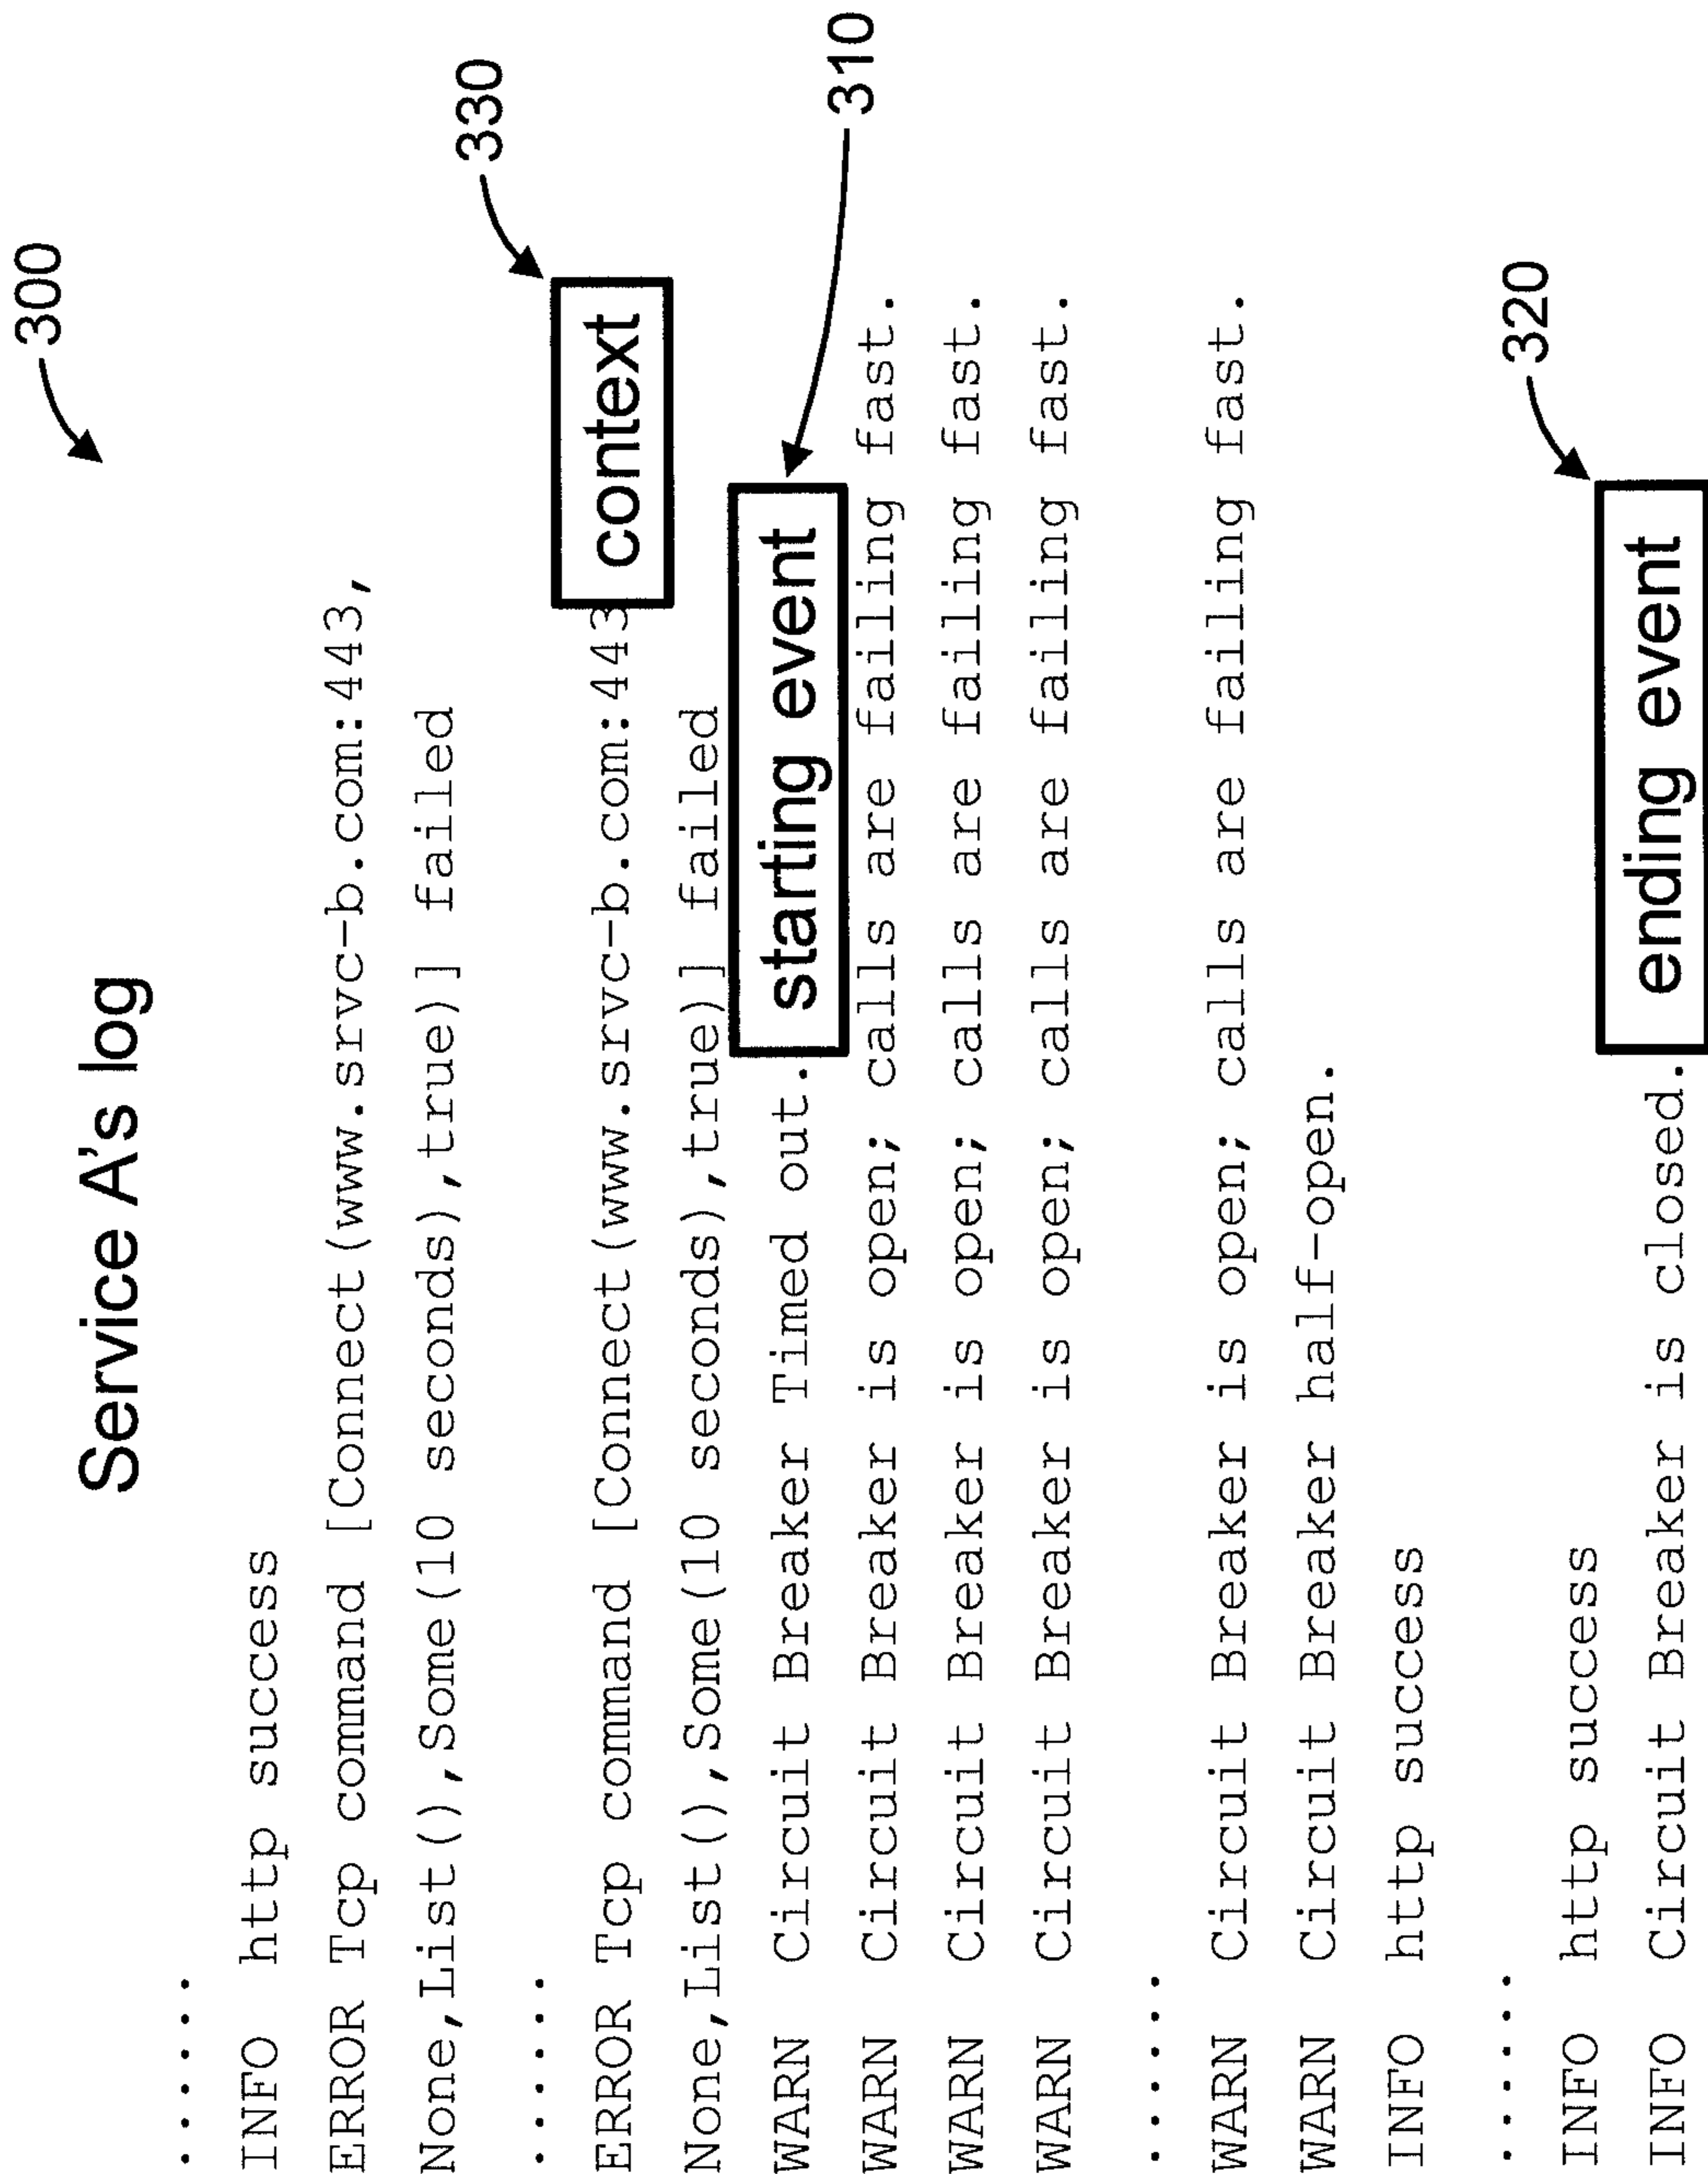 300
Service A's log
......
INFO http success
ERROR Tcp command [Connect(www.srvc-b.com:443,
None,List(),Some(10 seconds),true)] failed
......
330
ERROR Tcp command [Connect(www.srvc-b.com:443 context
None,List(),Some(10 seconds),true)] failed
WARN Circuit Breaker Timed out. starting event
310
WARN Circuit Breaker is open; calls are failing fast.
WARN Circuit Breaker is open; calls are failing fast.
WARN Circuit Breaker is open; calls are failing fast.
......
WARN Circuit Breaker is open; calls are failing fast.
WARN Circuit Breaker half-open.
INFO http success
......
320
INFO http success
INFO Circuit Breaker is closed. ending event